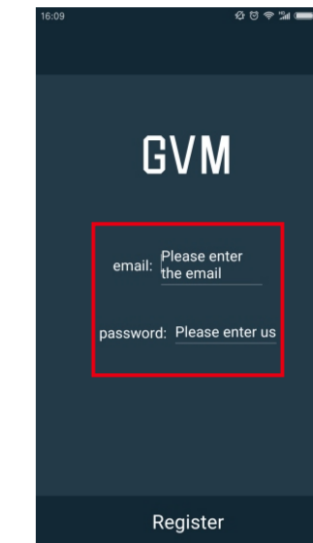 16:09
GVM
email: Please enter
the email
password: Please enter us
Register